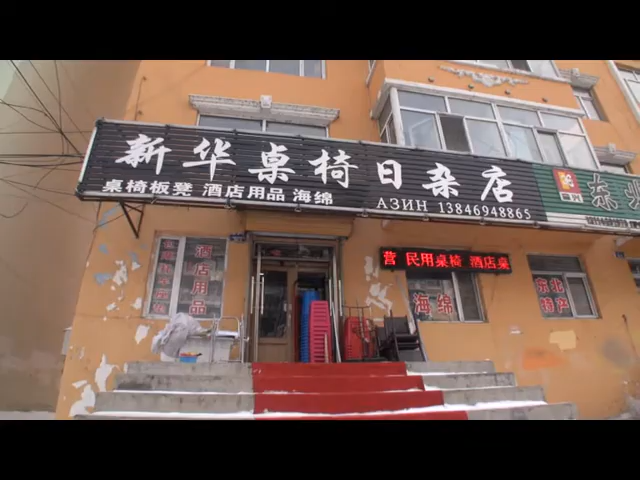 新华桌椅日杂店
桌椅板凳 酒店用品 海绵
АЗИН 13846948865
营 民用桌椅 酒店桌
酒店用品
海绵
东北
特产